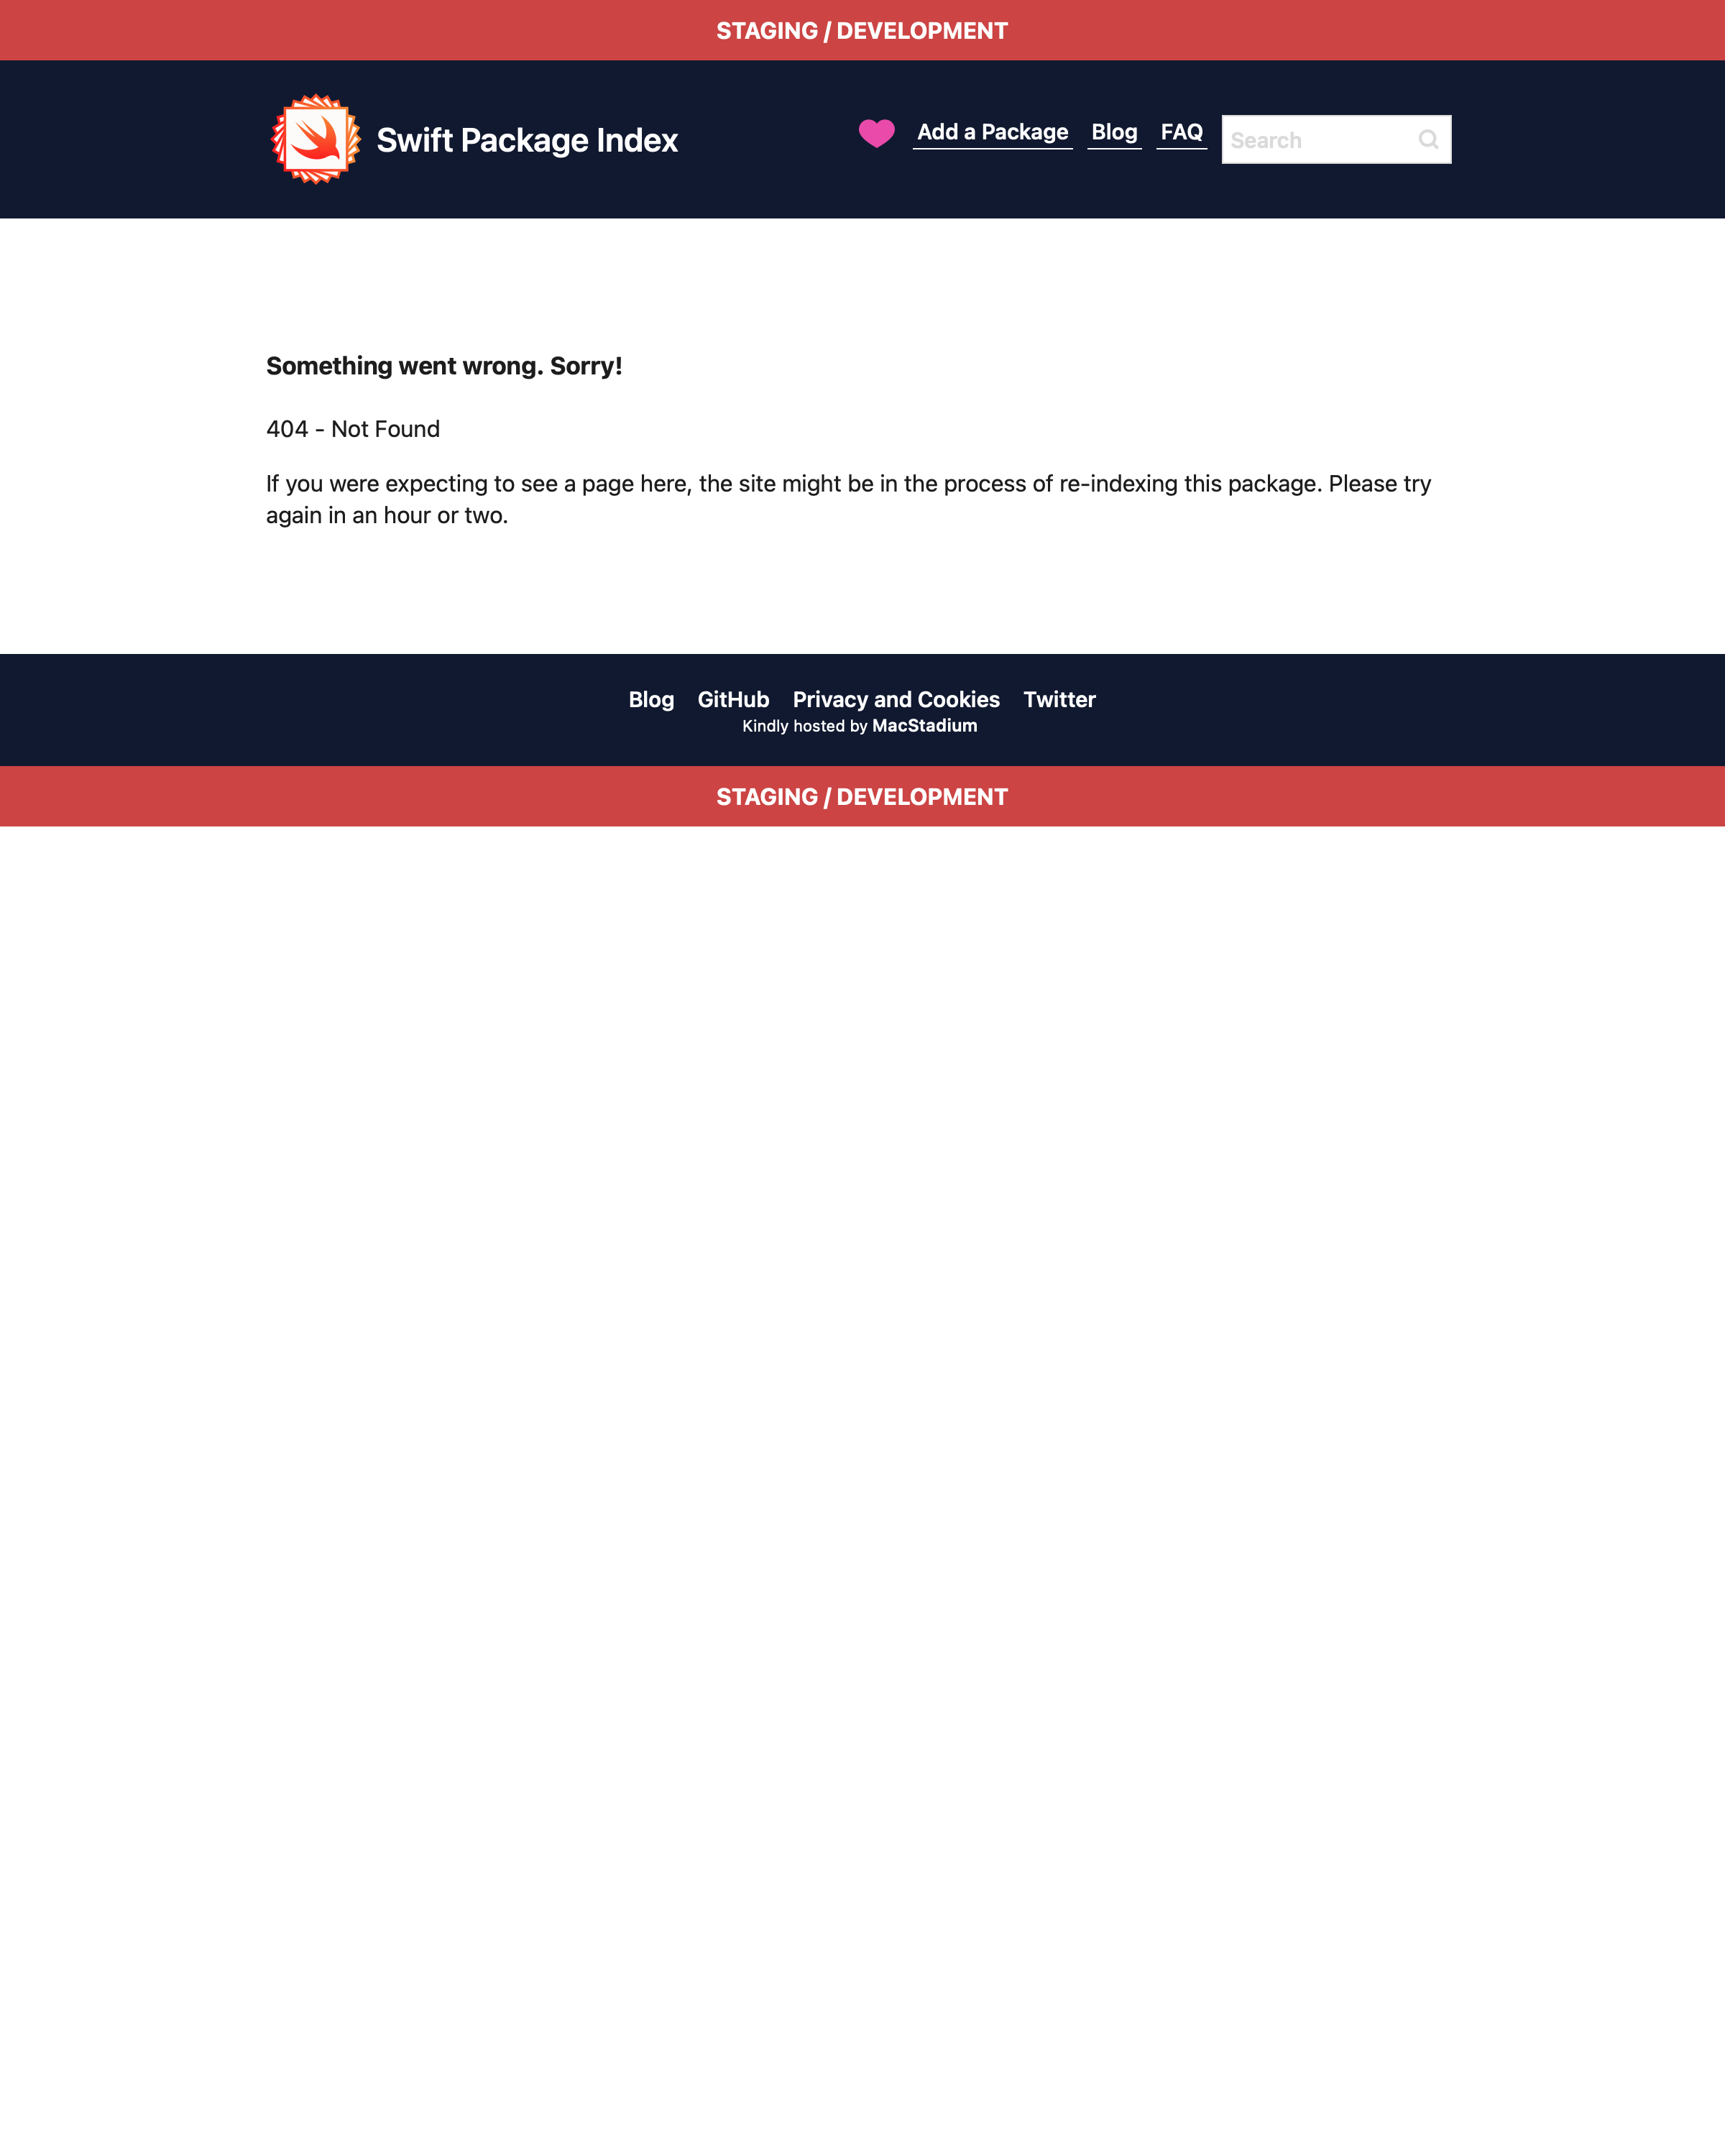 STAGING / DEVELOPMENT
Swift Package Index
Add a Package Blog FAQ Search
Something went wrong. Sorry!
404 - Not Found
If you were expecting to see a page here, the site might be in the process of re-indexing this package. Please try
again in an hour or two.
Blog GitHub Privacy and Cookies Twitter
Kindly hosted by MacStadium
STAGING / DEVELOPMENT